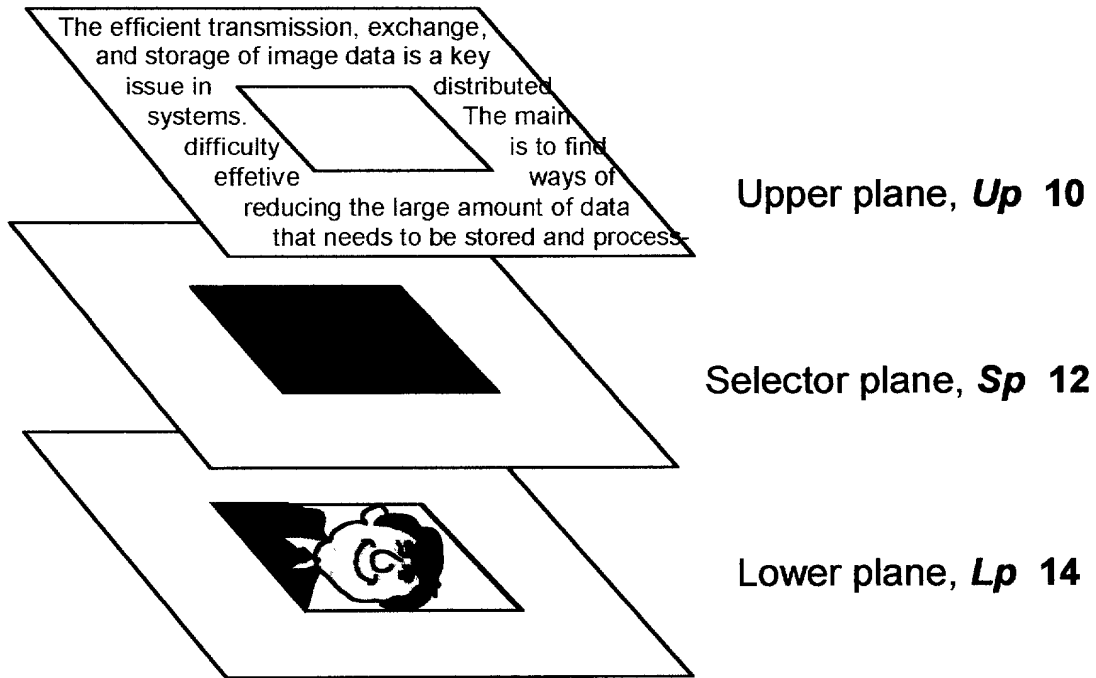 The efficient transmission, exchange,
and storage of image data is a key
issue in distributed
systems. The main
difficulty is to find
effetive ways of
reducing the large amount of data
that needs to be stored and process-
Upper plane, Up 10
Selector plane, Sp 12
Lower plane, Lp 14